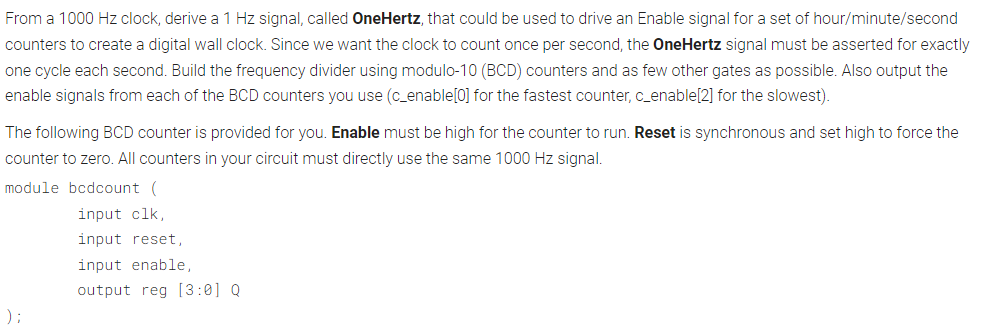 From a 1000 Hz clock, derive a 1 Hz signal, called OneHertz, that could be used to drive an Enable signal for a set of hour/minute/second
counters to create a digital wall clock. Since we want the clock to count once per second, the OneHertz signal must be asserted for exactly
one cycle each second. Build the frequency divider using modulo-10 (BCD) counters and as few other gates as possible. Also output the
enable signals from each of the BCD counters you use (c_enable[0] for the fastest counter, c_enable[2] for the slowest).
The following BCD counter is provided for you. Enable must be high for the counter to run. Reset is synchronous and set high to force the
counter to zero. All counters in your circuit must directly use the same 1000 Hz signal.
module bcdcount (
input clk,
input reset,
input enable,
output reg [3:0] Q
);